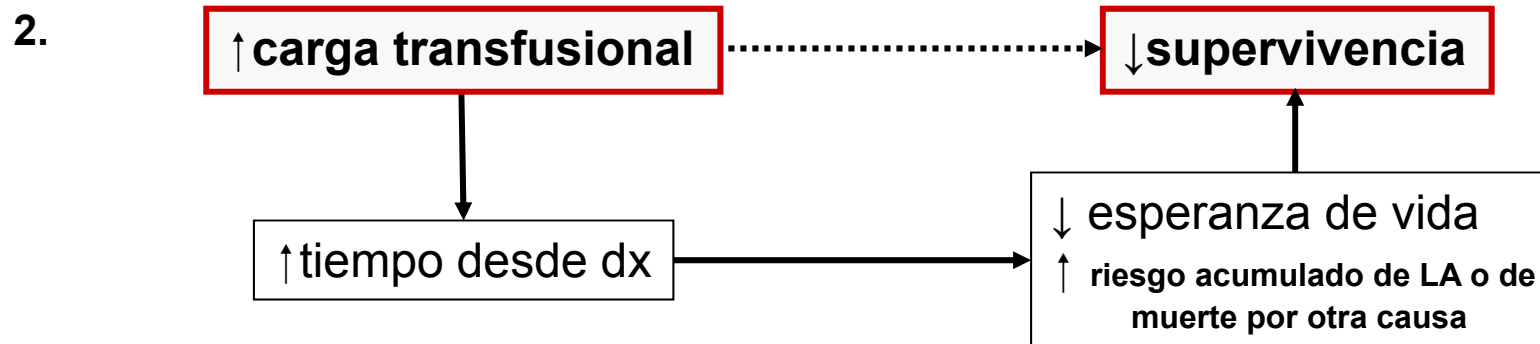 2.
↑carga transfusional
↓supervivencia
↑tiempo desde dx
↓ esperanza de vida
↑ riesgo acumulado de LA o de
muerte por otra causa